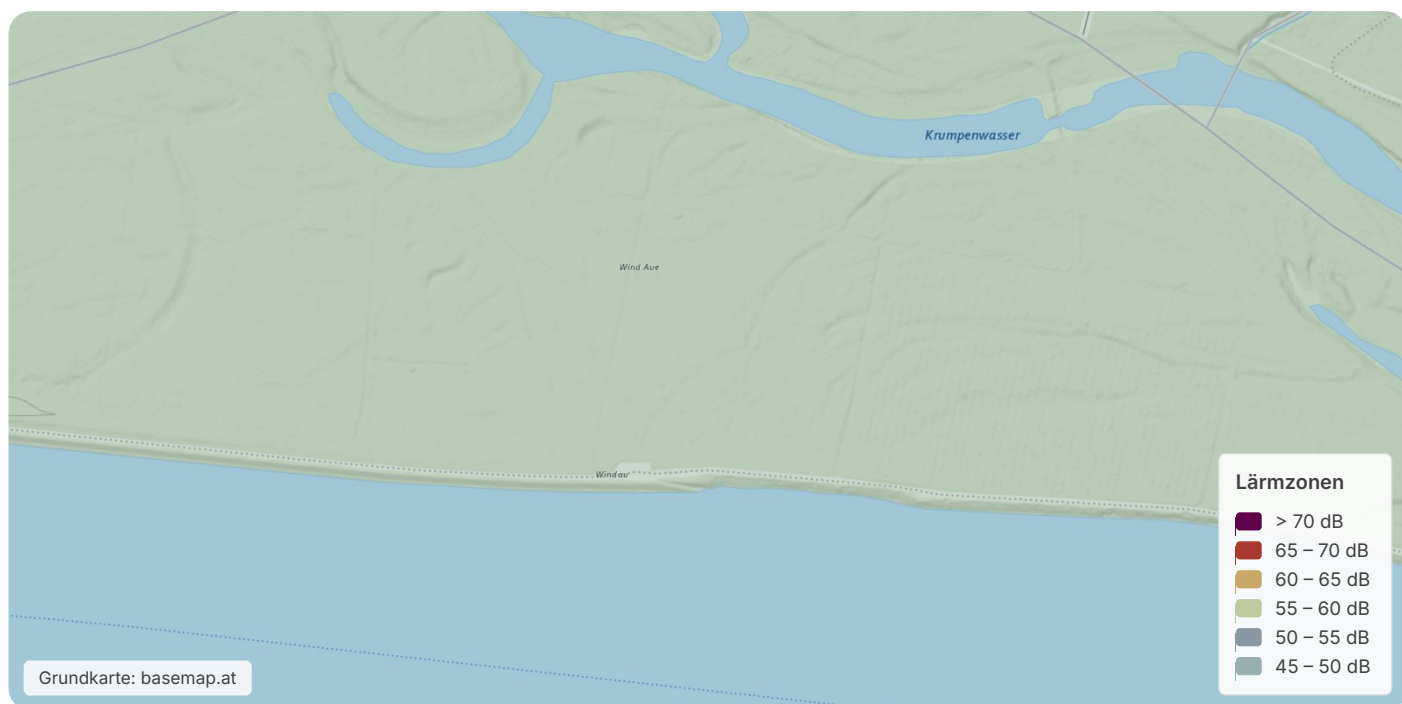 Krumpenwasser
Wind Aue
Windau
Lärmzonen
> 70 dB
65 – 70 dB
60 – 65 dB
55 – 60 dB
50 – 55 dB
45 – 50 dB
Grundkarte: basemap.at